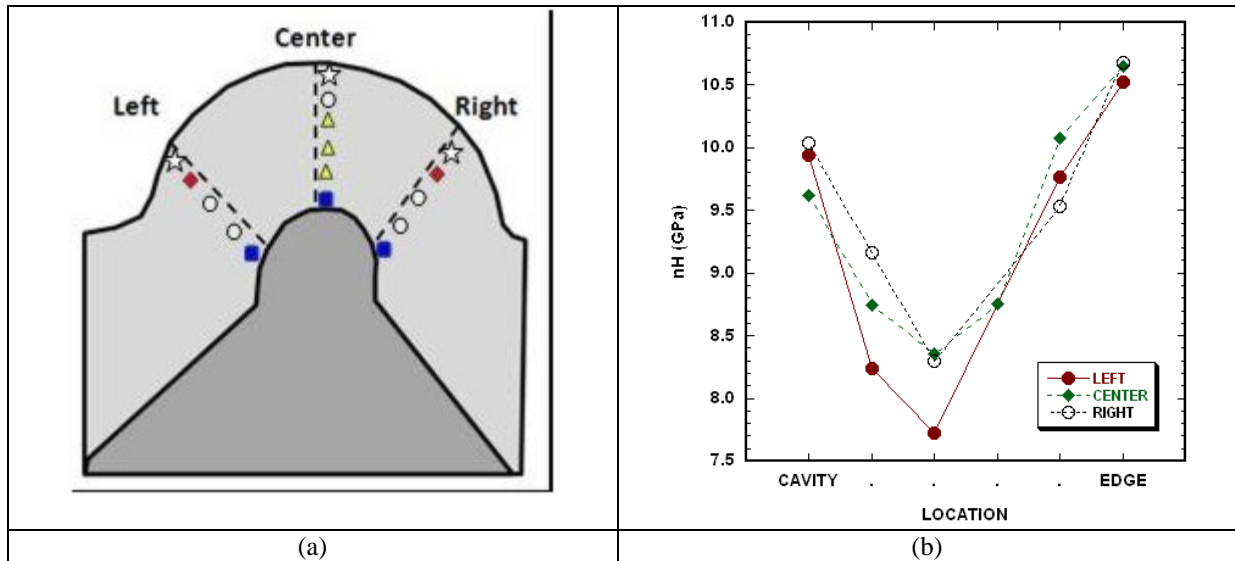 Center
Left
Right
(a)
11.0
10.5
10.0
9.5
9.0
8.5
8.0
7.5
nH (GPa)
LEFT
CENTER
RIGHT
CAVITY . . . . EDGE
LOCATION
(b)